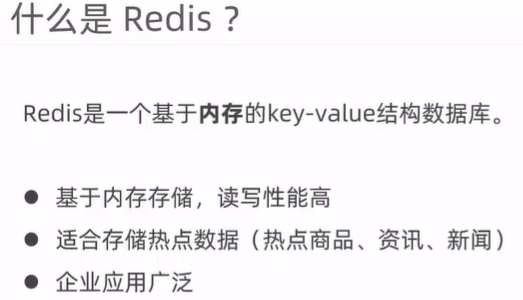 什么是 Redis ？
Redis是一个基于内存的key-value结构数据库。
● 基于内存存储，读写性能高
● 适合存储热点数据（热点商品、资讯、新闻）
● 企业应用广泛